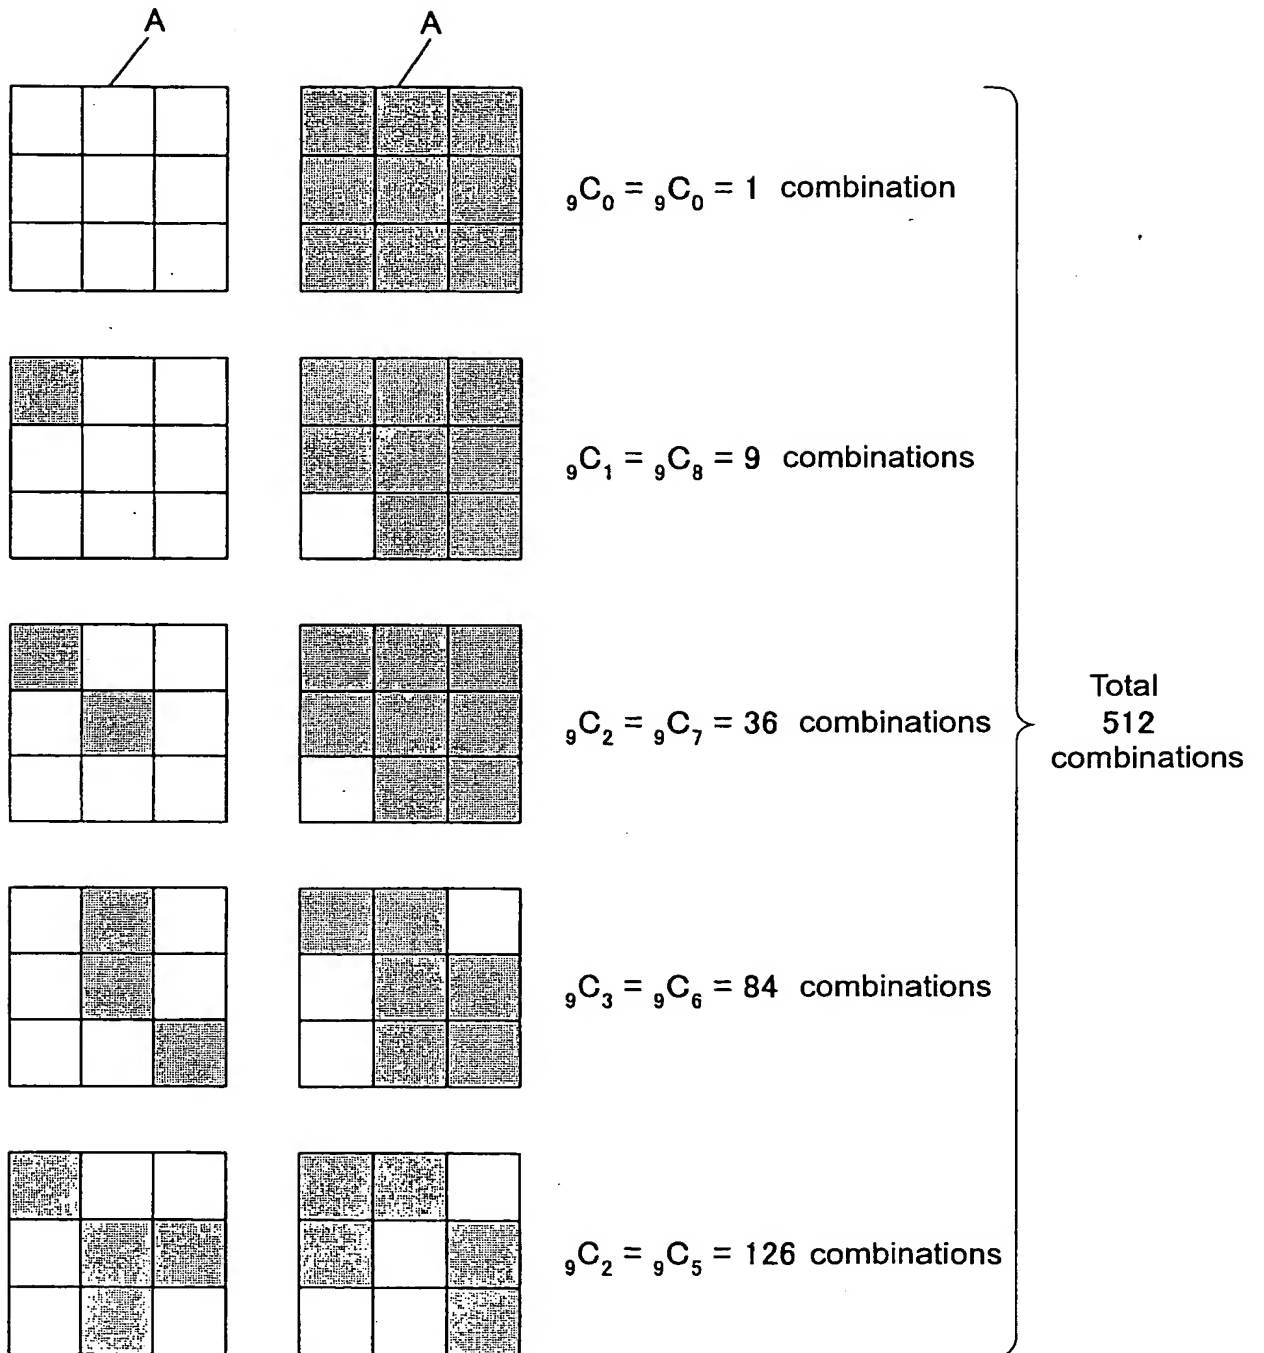 A A
₉C₀ = ₉C₀ = 1 combination
₉C₁ = ₉C₈ = 9 combinations
₉C₂ = ₉C₇ = 36 combinations
₉C₃ = ₉C₆ = 84 combinations
₉C₂ = ₉C₅ = 126 combinations
Total
512
combinations